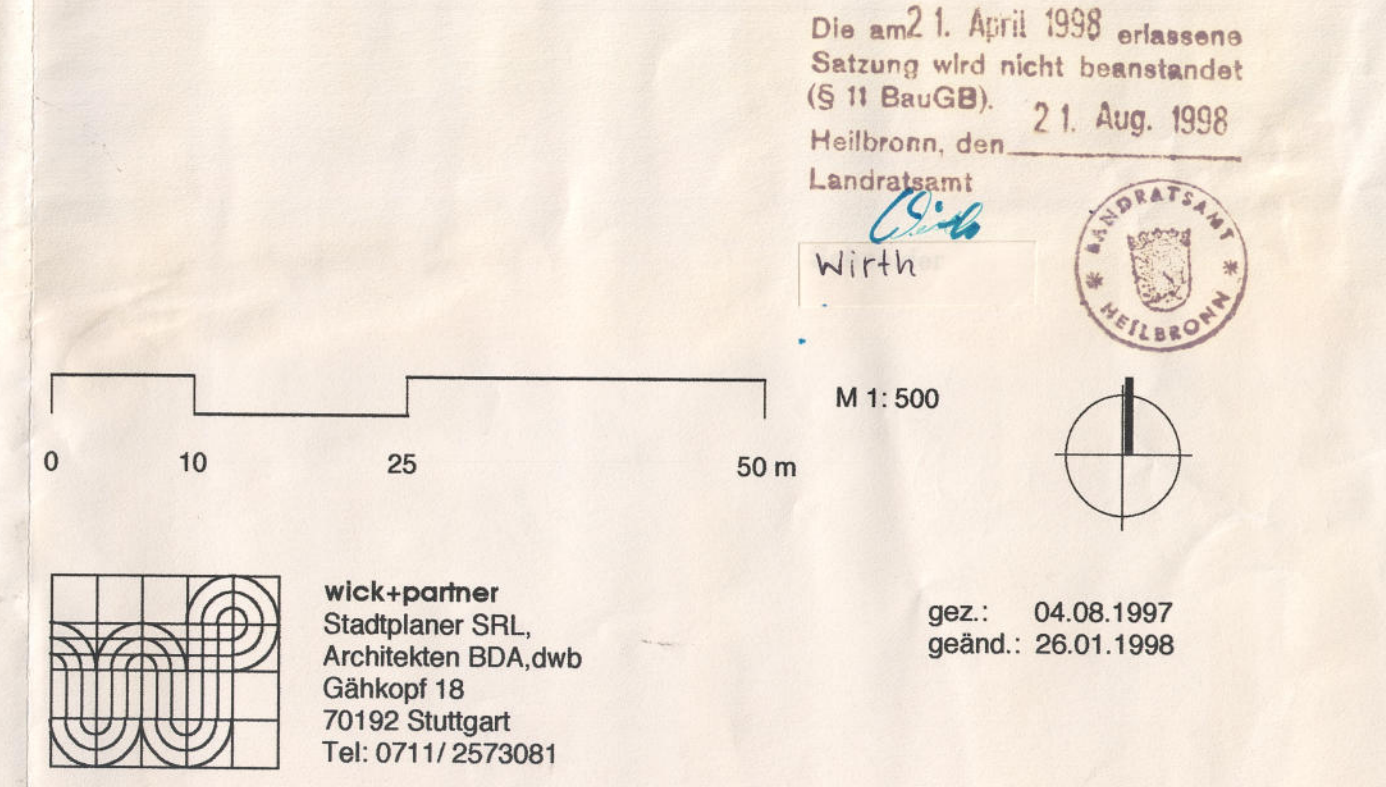 Die am 21. April 1998 erlassene
Satzung wird nicht beanstandet
(§ 11 BauGB).
Heilbronn, den 21. Aug. 1998
Landratsamt
Wirth
LANDRATSAMT
* HEILBRONN *
M 1: 500
0 10 25 50 m
wick+partner
Stadtplaner SRL,
Architekten BDA,dwb
Gähkopf 18
70192 Stuttgart
Tel: 0711/ 2573081
gez.: 04.08.1997
geänd.: 26.01.1998